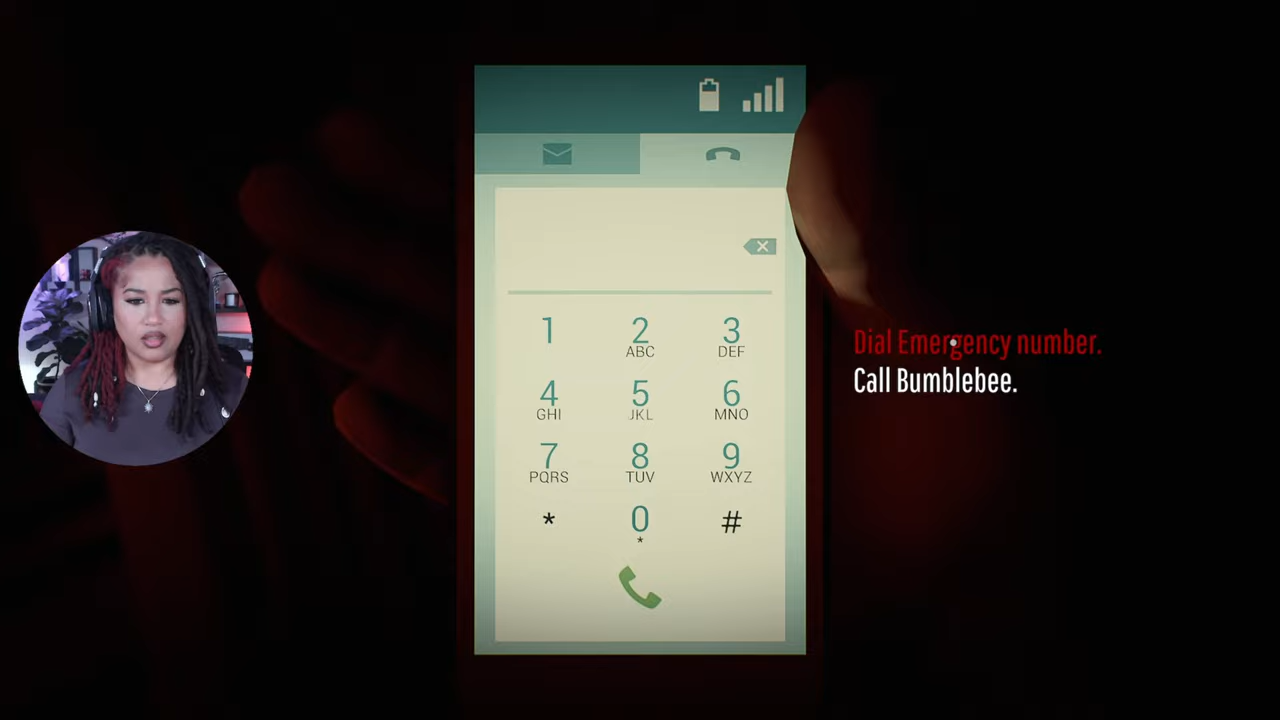 1 2 3
ABC DEF
4 5 6
GHI JKL MNO
7 8 9
PQRS TUV WXYZ
* 0 #
*
Dial Emergency number.
Call Bumblebee.